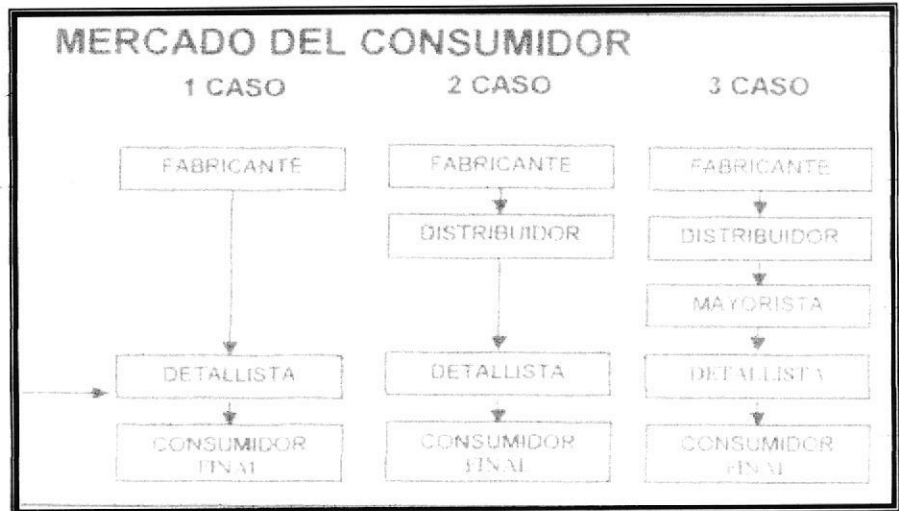 MERCADO DEL CONSUMIDOR
1 CASO
2 CASO
3 CASO
FABRICANTE
FABRICANTE
FABRICANTE
DISTRIBUIDOR
DISTRIBUIDOR
MAYORISTA
DETALLISTA
DETALLISTA
DETALLISTA
CONSUMIDOR
FINAL
CONSUMIDOR
FINAL
CONSUMIDOR
FINAL